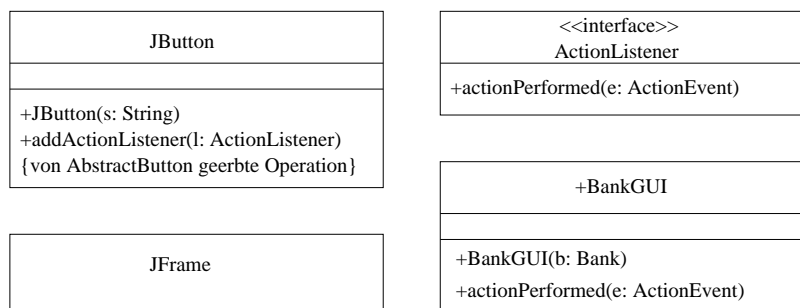 JButton
+JButton(s: String)
+addActionListener(l: ActionListener)
{von AbstractButton geerbte Operation}
JFrame
<<interface>>
ActionListener
+actionPerformed(e: ActionEvent)
+BankGUI
+BankGUI(b: Bank)
+actionPerformed(e: ActionEvent)